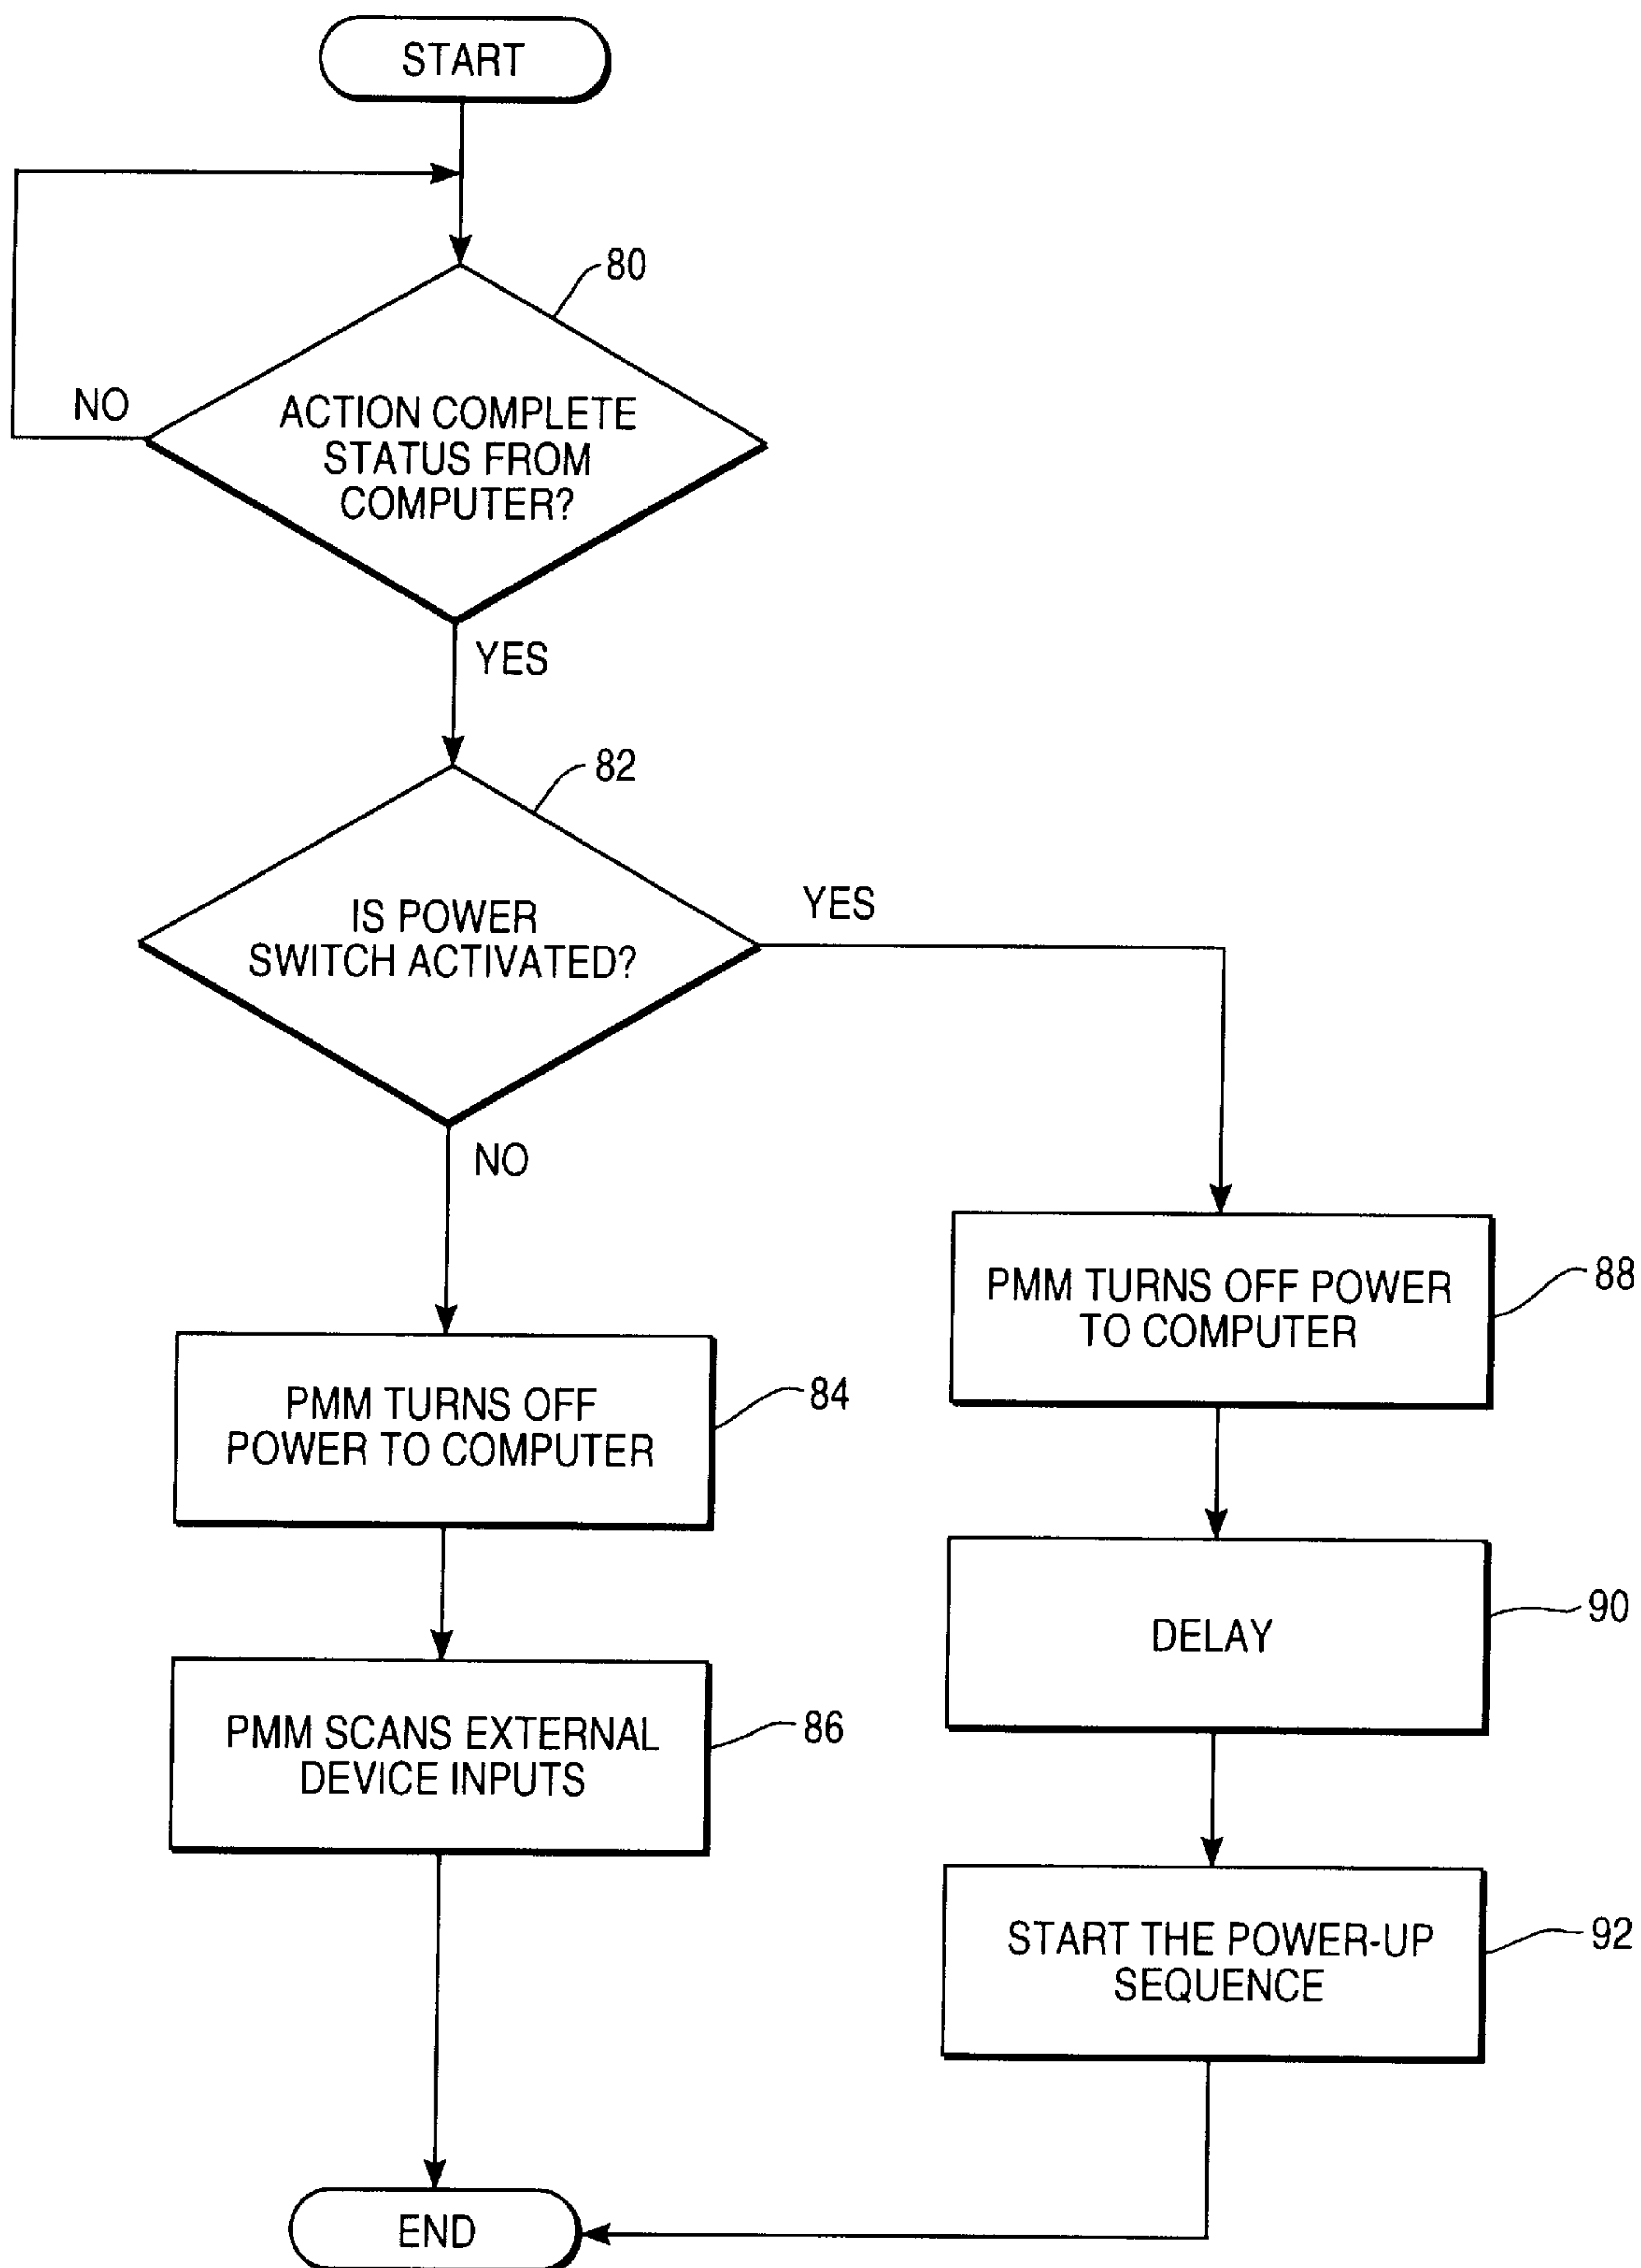 START
80
NO
ACTION COMPLETE
STATUS FROM
COMPUTER?
YES
82
IS POWER
SWITCH ACTIVATED?
YES
NO
PMM TURNS OFF POWER
TO COMPUTER
88
PMM TURNS OFF
POWER TO COMPUTER
84
DELAY
90
PMM SCANS EXTERNAL
DEVICE INPUTS
86
START THE POWER-UP
SEQUENCE
92
END